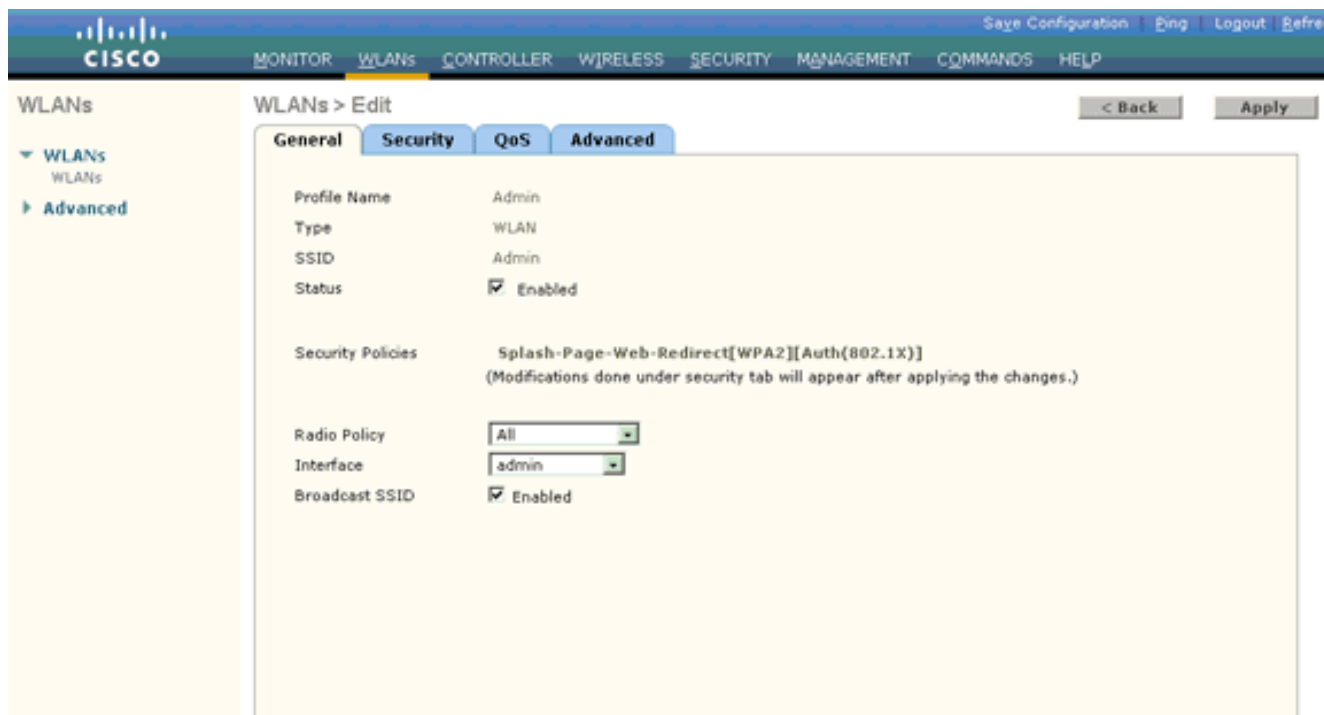 Save Configuration | Ping | Logout | Refre
CISCO
MONITOR WLANs CONTROLLER WIRELESS SECURITY MANAGEMENT COMMANDS HELP
WLANs
WLANs > Edit
< Back
Apply
General Security QoS Advanced
WLANs
WLANs
Advanced
Profile Name Admin
Type WLAN
SSID Admin
Status Enabled
Security Policies Splash-Page-Web-Redirect[WPA2][Auth(802.1X)]
(Modifications done under security tab will appear after applying the changes.)
Radio Policy All
Interface admin
Broadcast SSID Enabled